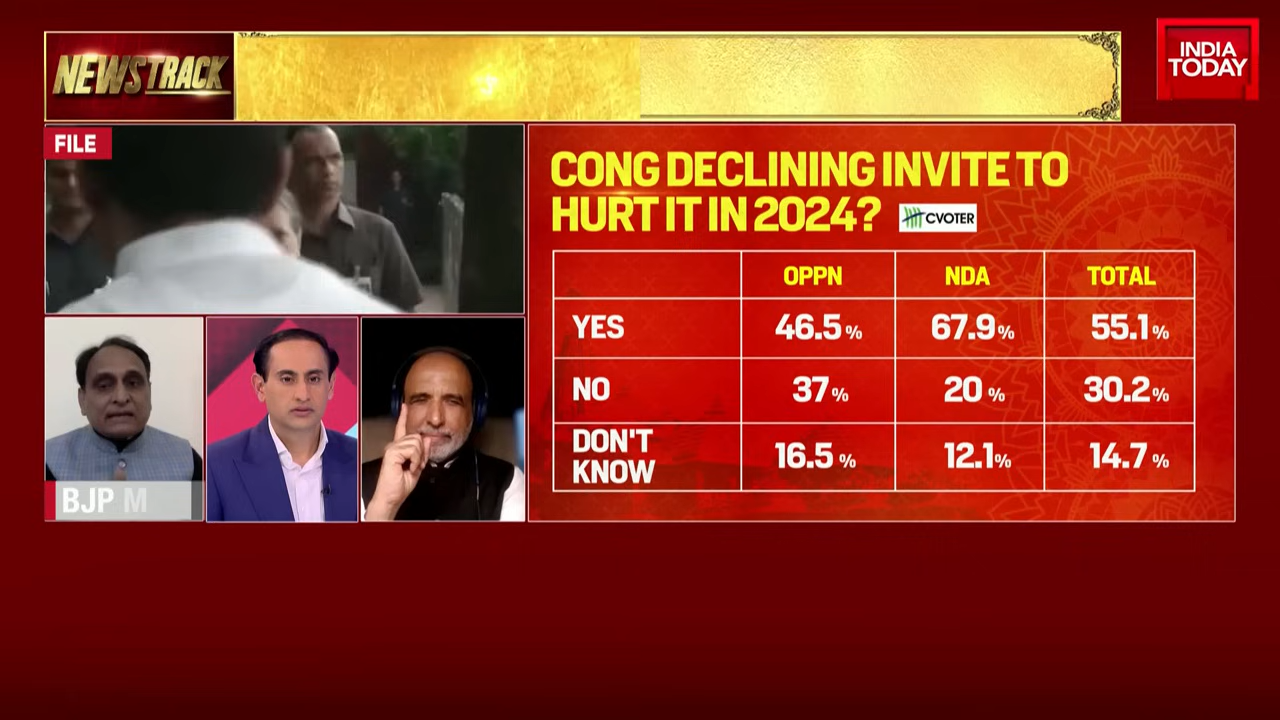 NEWSTRACK
INDIA
TODAY
FILE
CONG DECLINING INVITE TO
HURT IT IN 2024?
CVOTER
OPPN NDA TOTAL
YES 46.5% 67.9% 55.1%
NO 37% 20% 30.2%
DON'T
KNOW 16.5% 12.1% 14.7%
BJP M